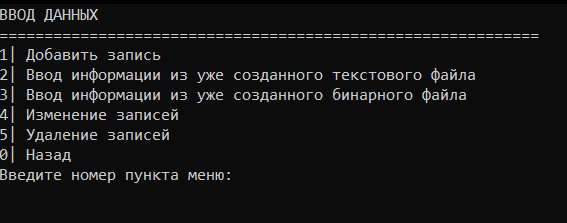 ВВОД ДАННЫХ
============================================================
1| Добавить запись
2| Ввод информации из уже созданного текстового файла
3| Ввод информации из уже созданного бинарного файла
4| Изменение записей
5| Удаление записей
0| Назад
Введите номер пункта меню: